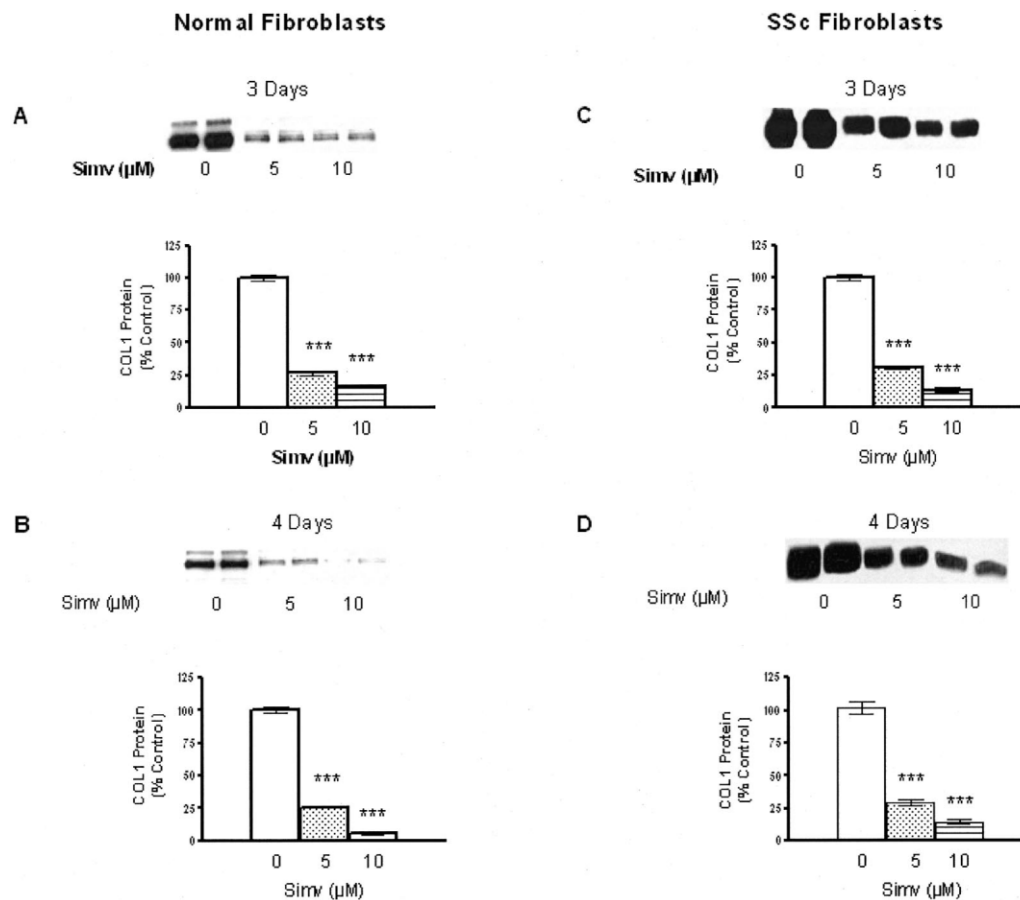 Normal Fibroblasts
A
3 Days
Simv (µM)
0 5 10
COL1 Protein
(% Control)
125
100
75
50
25
0
***
***
0 5 10
Simv (µM)
B
4 Days
Simv (µM)
0 5 10
COL1 Protein
(% Control)
125
100
75
50
25
0
***
***
0 5 10
Simv (µM)
SSc Fibroblasts
C
3 Days
Simv (µM)
0 5 10
COL1 Protein
(% Control)
125
100
75
50
25
0
***
***
0 5 10
Simv (µM)
D
4 Days
Simv (µM)
0 5 10
COL1 Protein
(% Control)
125
100
75
50
25
0
***
***
0 5 10
Simv (µM)